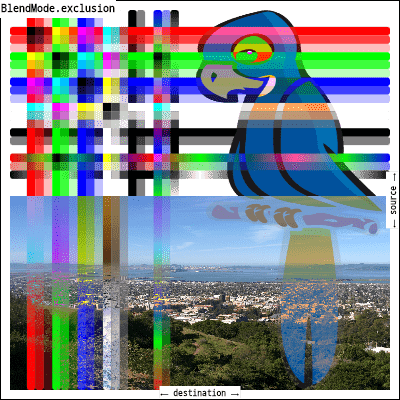 BlendMode.exclusion
← source →
← destination →